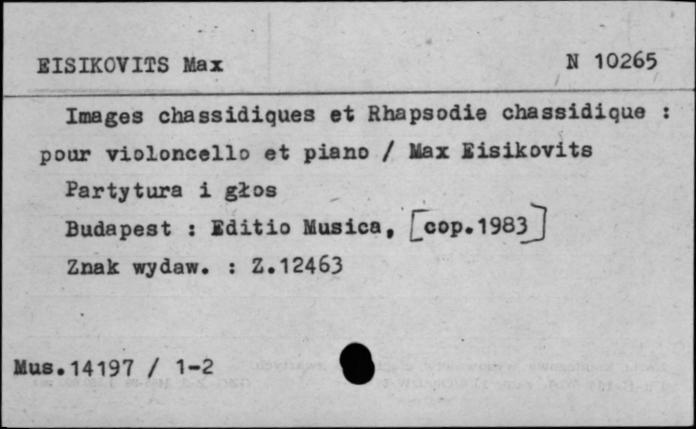 EISIKOVITS Max N 10265
Images chassidiques et Rhapsodie chassidique :
pour violoncello et piano / Max Eisikovits
Partytura i głos
Budapest : Editio Musica, [cop.1983]
Znak wydaw. : Z.12463
Mus.14197 / 1-2